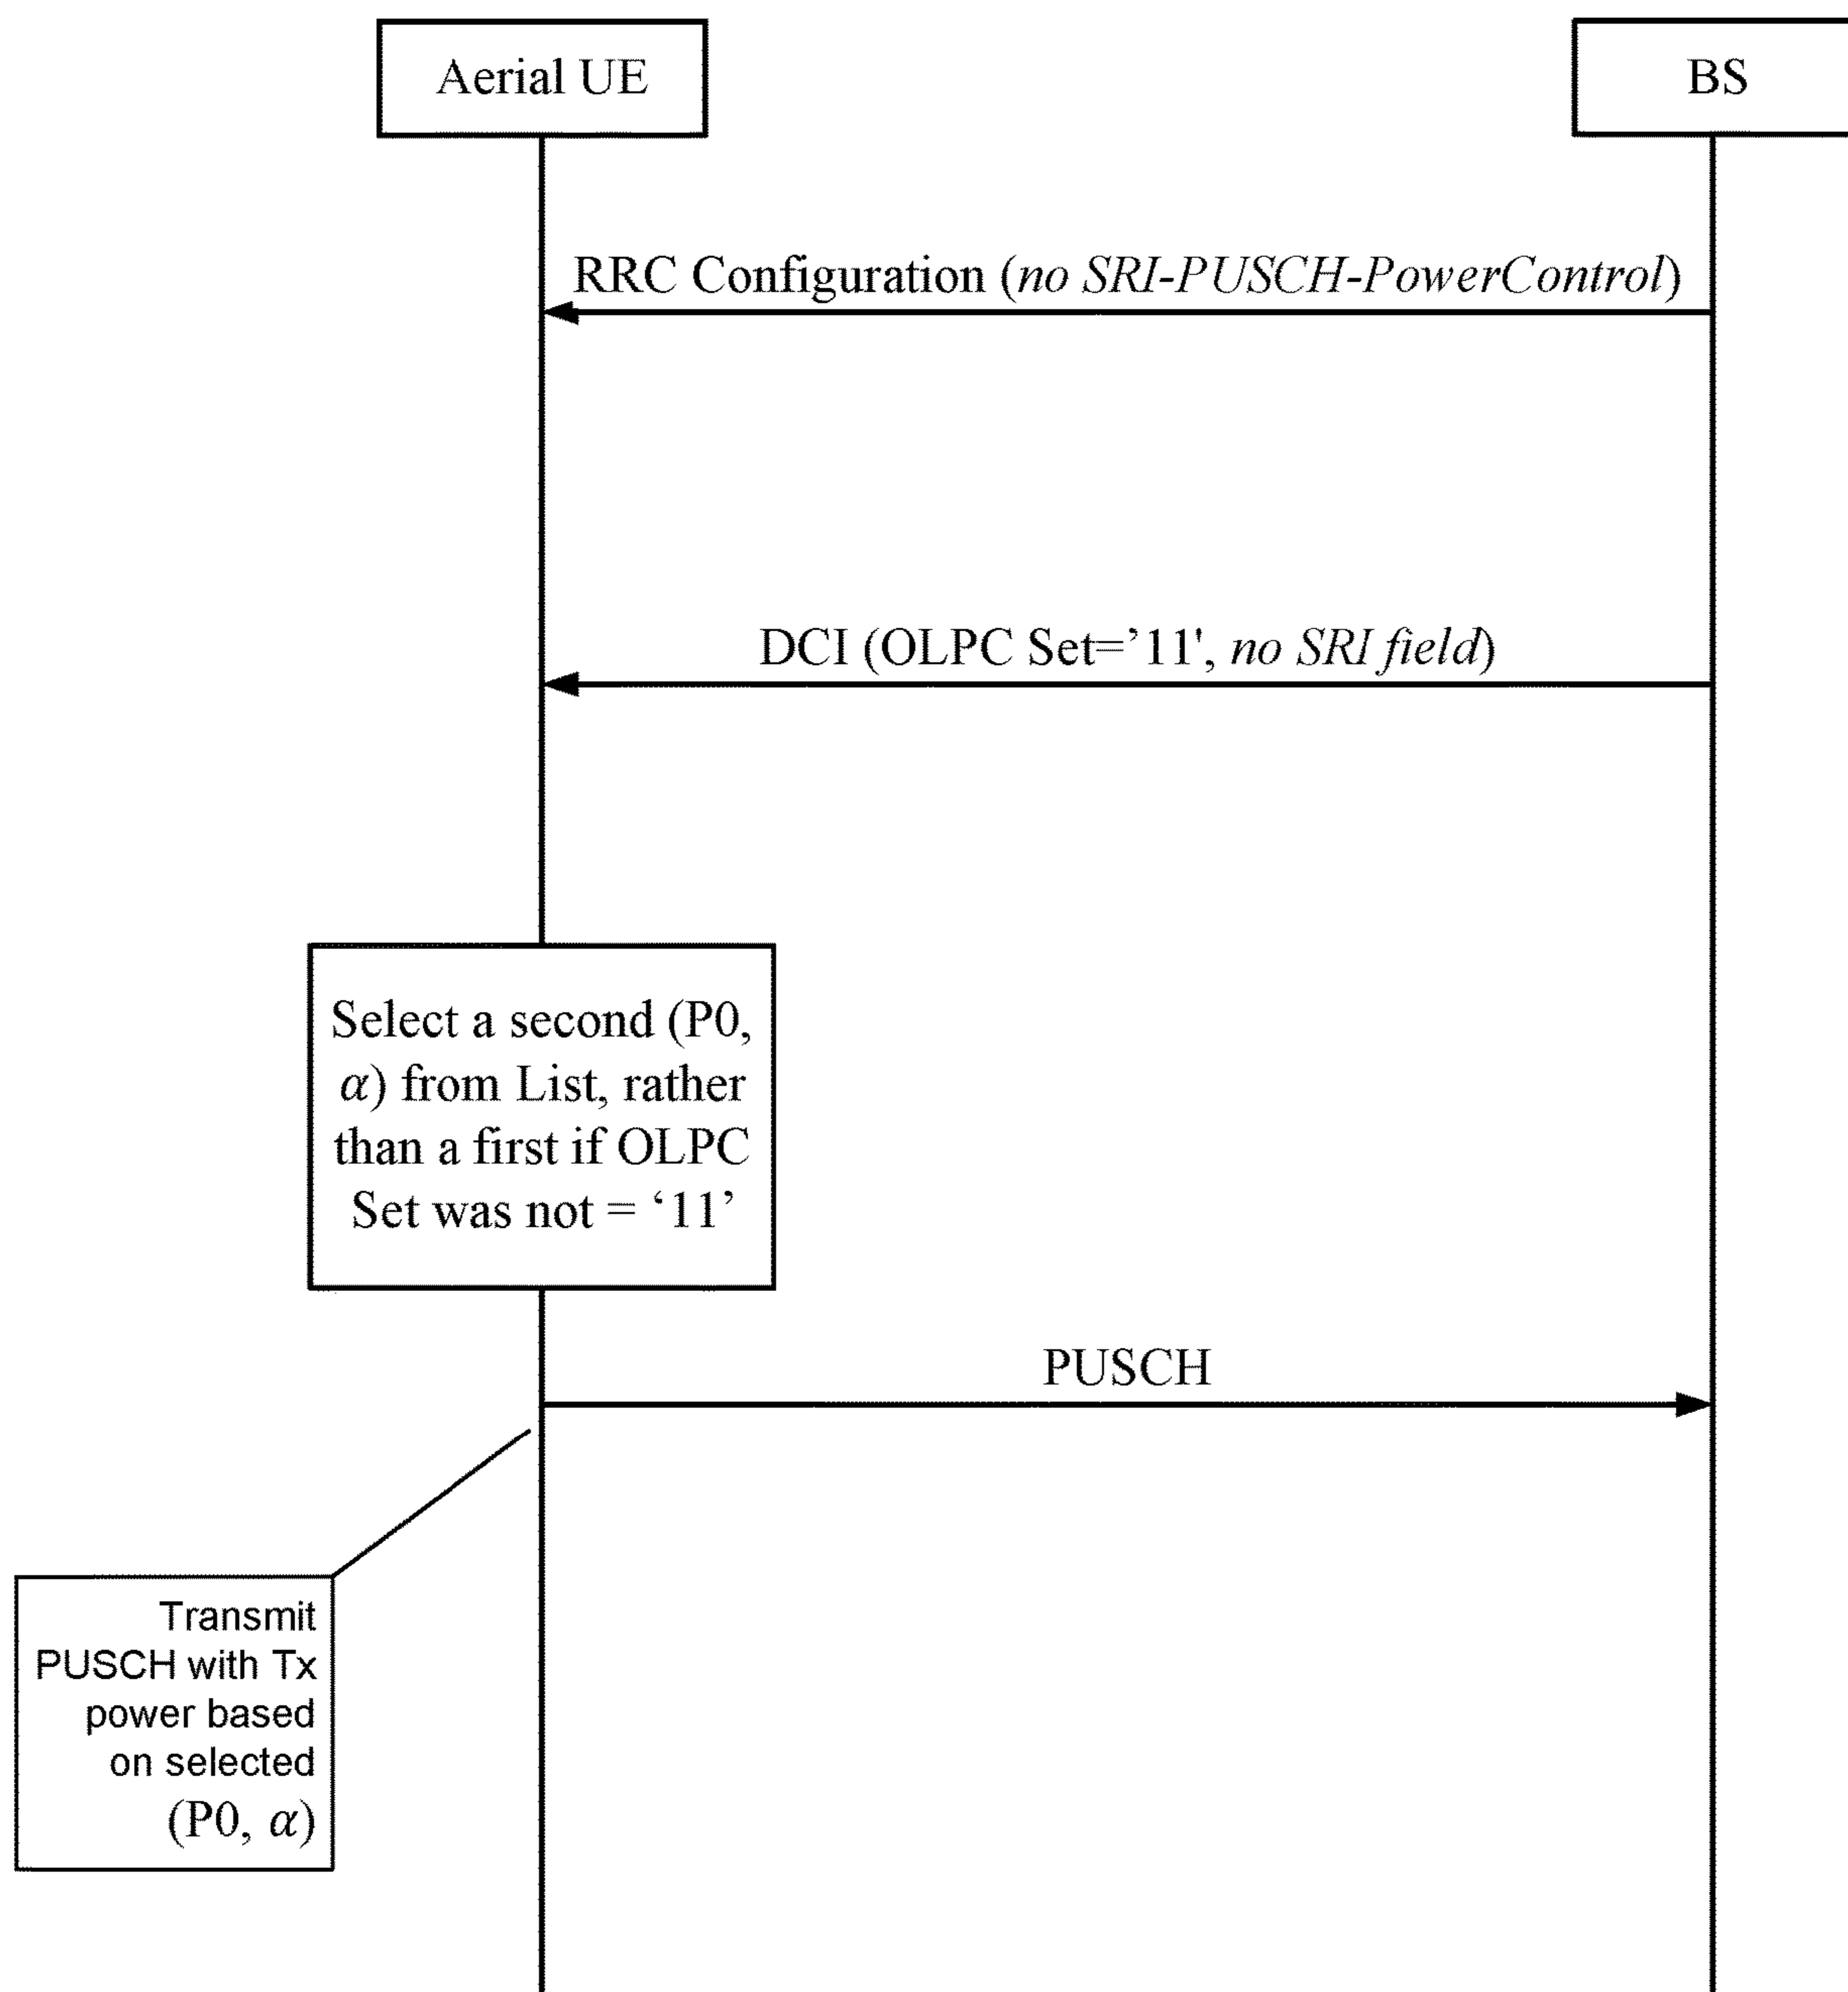 Aerial UE
BS
RRC Configuration (no SRI-PUSCH-PowerControl)
DCI (OLPC Set=’11', no SRI field)
Select a second (P0,
α) from List, rather
than a first if OLPC
Set was not = ‘11’
PUSCH
Transmit
PUSCH with Tx
power based
on selected
(P0, α)